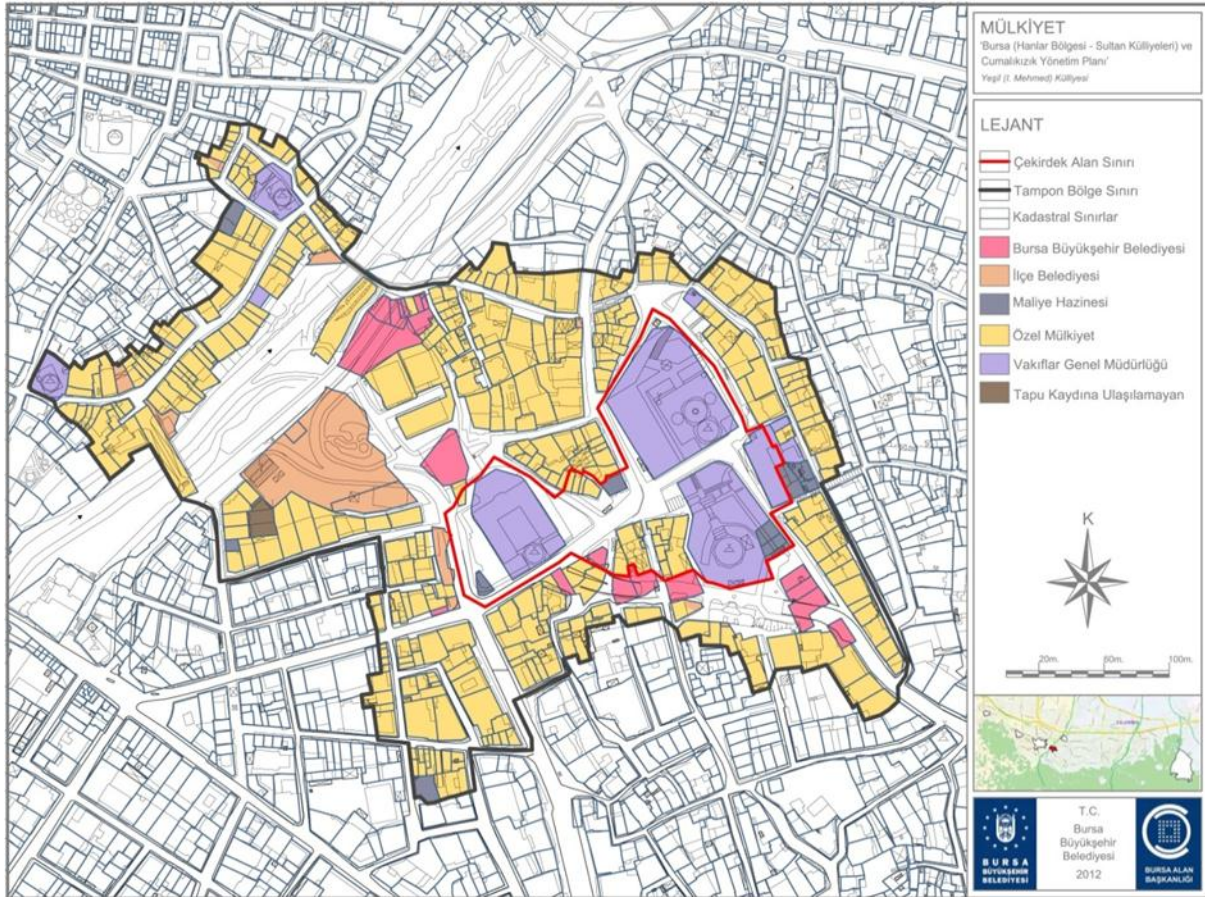 MÜLKİYET
'Bursa (Hanlar Bölgesi - Sultan Külliyeleri) ve
Cumalıkızık Yönetim Planı'
Yeşil (I. Mehmed) Külliyesi
LEJANT
Çekirdek Alan Sınırı
Tampon Bölge Sınırı
Kadastral Sınırlar
Bursa Büyükşehir Belediyesi
İlçe Belediyesi
Maliye Hazinesi
Özel Mülkiyet
Vakıflar Genel Müdürlüğü
Tapu Kaydına Ulaşılamayan
K
20m. 60m. 100m.
BURSA
BÜYÜKŞEHİR
BELEDİYESİ
T.C.
Bursa
Büyükşehir
Belediyesi
2012
BURSA ALAN
BAŞKANLIĞI